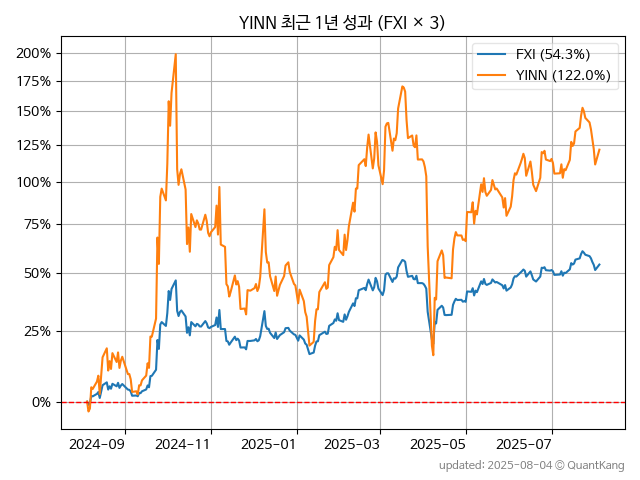 YINN 최근 1년 성과 (FXI × 3)
FXI (54.3%)
YINN (122.0%)
200%
175%
150%
125%
100%
75%
50%
25%
0%
2024-09 2024-11 2025-01 2025-03 2025-05 2025-07
updated: 2025-08-04 © QuantKang